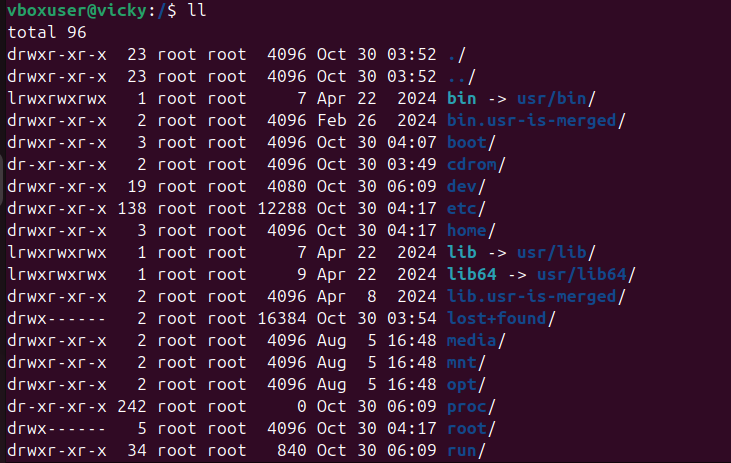 vboxuser@vicky:/$ ll
total 96
drwxr-xr-x  23 root root  4096 Oct 30 03:52 ./
drwxr-xr-x  23 root root  4096 Oct 30 03:52 ../
lrwxrwxrwx   1 root root     7 Apr 22  2024 bin -> usr/bin/
drwxr-xr-x   2 root root  4096 Feb 26  2024 bin.usr-is-merged/
drwxr-xr-x   3 root root  4096 Oct 30 04:07 boot/
dr-xr-xr-x   2 root root  4096 Oct 30 03:49 cdrom/
drwxr-xr-x  19 root root  4080 Oct 30 06:09 dev/
drwxr-xr-x 138 root root 12288 Oct 30 04:17 etc/
drwxr-xr-x   3 root root  4096 Oct 30 04:17 home/
lrwxrwxrwx   1 root root     7 Apr 22  2024 lib -> usr/lib/
lrwxrwxrwx   1 root root     9 Apr 22  2024 lib64 -> usr/lib64/
drwxr-xr-x   2 root root  4096 Apr  8  2024 lib.usr-is-merged/
drwx------   2 root root 16384 Oct 30 03:54 lost+found/
drwxr-xr-x   2 root root  4096 Aug  5 16:48 media/
drwxr-xr-x   2 root root  4096 Aug  5 16:48 mnt/
drwxr-xr-x   2 root root  4096 Aug  5 16:48 opt/
dr-xr-xr-x 242 root root     0 Oct 30 06:09 proc/
drwx------   5 root root  4096 Oct 30 04:17 root/
drwxr-xr-x  34 root root   840 Oct 30 06:09 run/